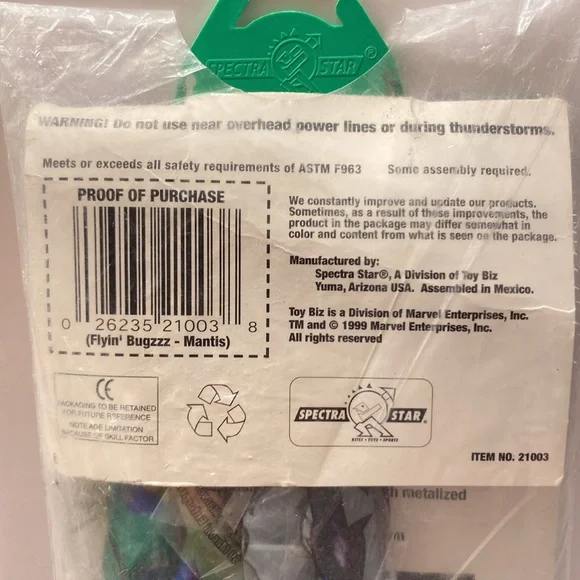 SPECTRA STAR ®
WARNING! Do not use near overhead power lines or during thunderstorms.
Meets or exceeds all safety requirements of ASTM F963 Some assembly required.
PROOF OF PURCHASE
0 26235 21003 8
(Flyin' Bugzzz - Mantis)
We constantly improve and update our products.
Sometimes, as a result of these improvements, the
product in the package may differ somewhat in
color and content from what is seen on the package.
Manufactured by:
Spectra Star®, A Division of Toy Biz
Yuma, Arizona USA. Assembled in Mexico.
Toy Biz is a Division of Marvel Enterprises, Inc.
TM and © 1999 Marvel Enterprises, Inc.
All rights reserved
CE
PACKAGING TO BE RETAINED
FOR FUTURE REFERENCE
NOTE AGE LIMITATION
BECAUSE OF SKILL FACTOR
SPECTRA STAR ®
KITES • TOYS • SPORTS
ITEM NO. 21003
metalized